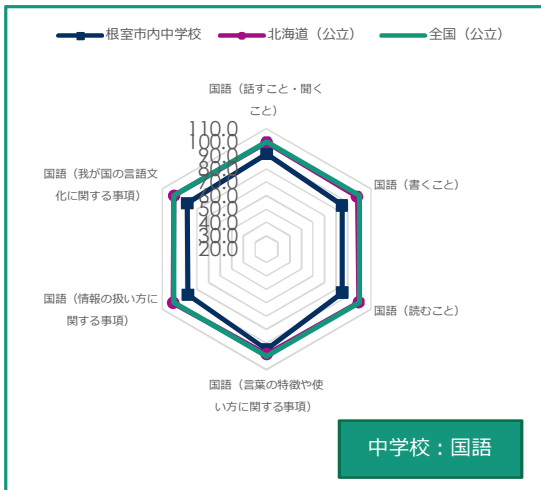 根室市内中学校 北海道（公立） 全国（公立）
国語（話すこと・聞く
こと）
110.0
100.0
90.0
80.0
70.0
60.0
50.0
40.0
30.0
20.0
国語（書くこと）
国語（読むこと）
国語（言葉の特徴や使
い方に関する事項）
国語（情報の扱い方に
関する事項）
国語（我が国の言語文
化に関する事項）
中学校：国語